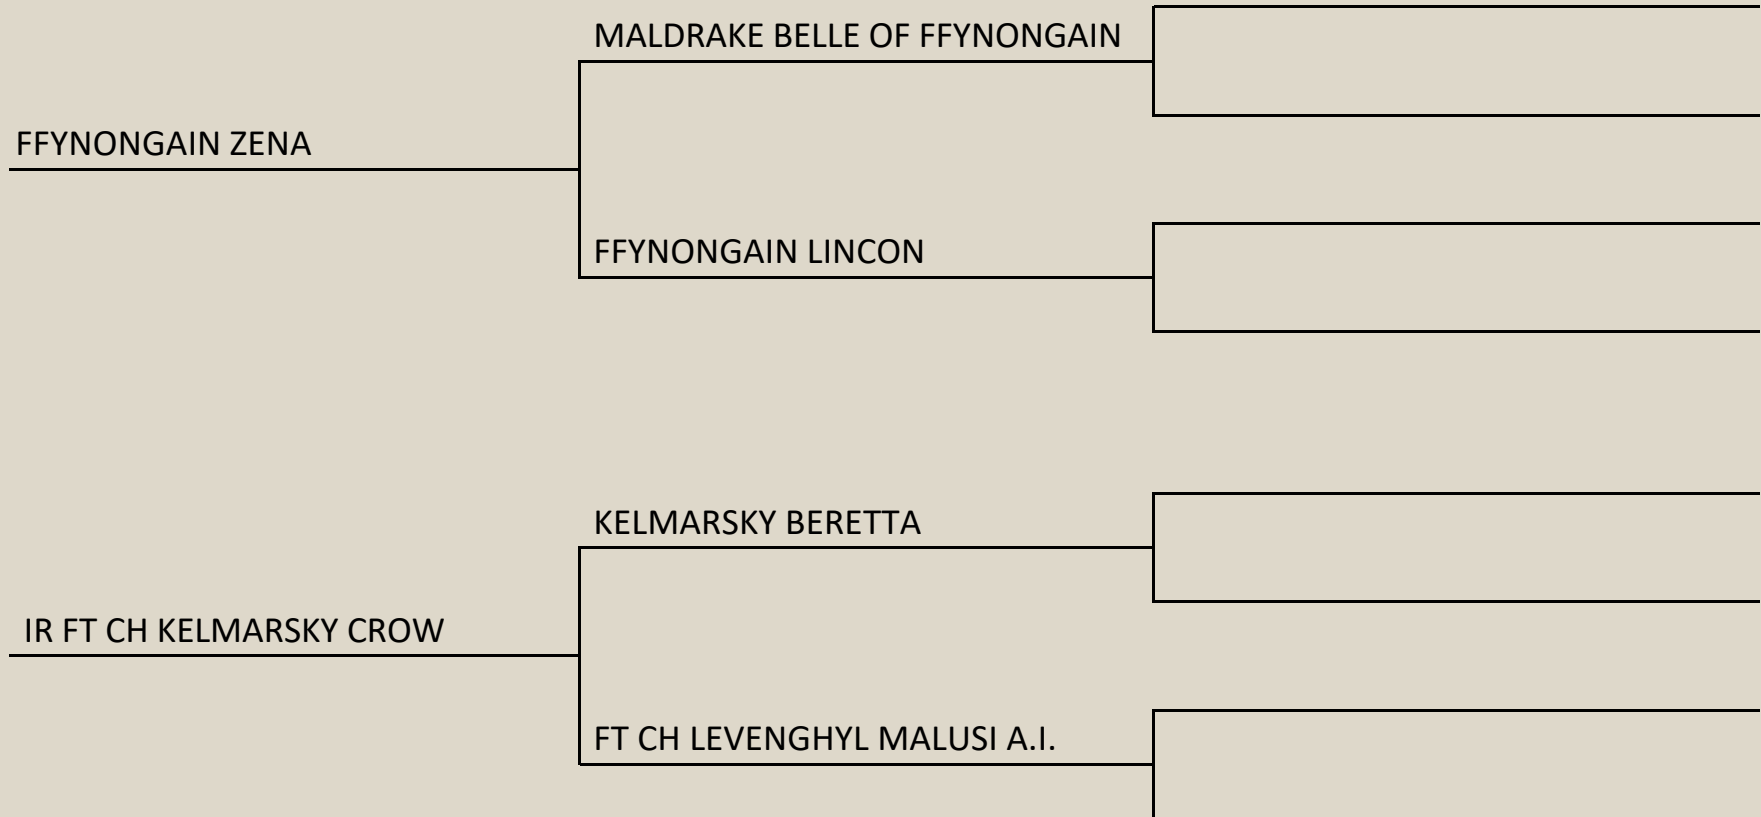 MALDRAKE BELLE OF FFYNONGAIN
FFYNONGAIN ZENA
FFYNONGAIN LINCON
KELMARSKY BERETTA
IR FT CH KELMARSKY CROW
FT CH LEVENGHYL MALUSI A.I.